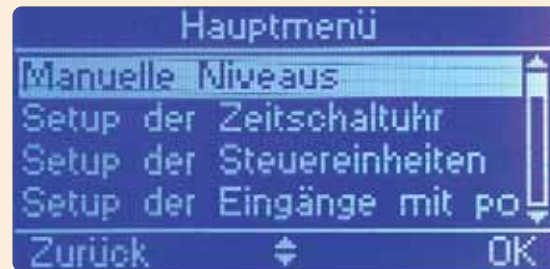 Hauptmenü
Manuelle Niveaus
Setup der Zeitschaltuhr
Setup der Steuereinheiten
Setup der Eingänge mit po
Zurück OK